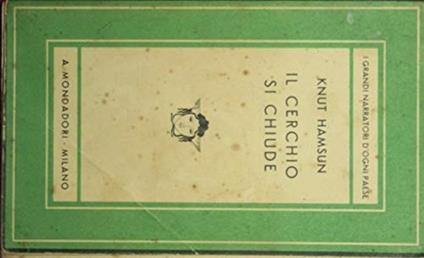 I GRANDI NARRATORI D'OGNI PAESE
KNUT HAMSUN
IL CERCHIO
SI CHIUDE
A. MONDADORI - MILANO